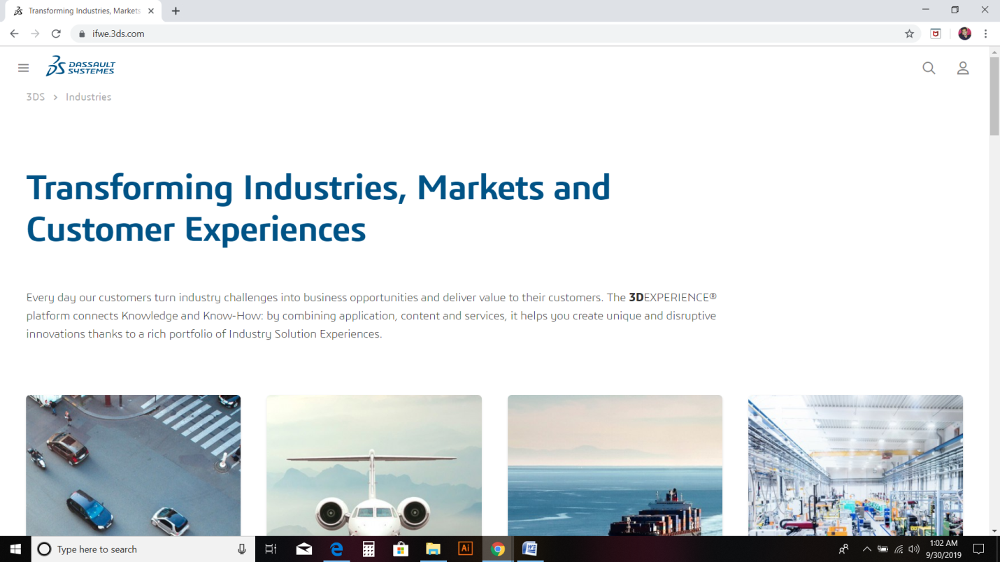 Transforming Industries, Markets
ifwe.3ds.com
DASSAULT
SYSTEMES
3DS > Industries
Transforming Industries, Markets and
Customer Experiences
Every day our customers turn industry challenges into business opportunities and deliver value to their customers. The 3DEXPERIENCE®
platform connects Knowledge and Know-How: by combining application, content and services, it helps you create unique and disruptive
innovations thanks to a rich portfolio of Industry Solution Experiences.
Type here to search
Ai
1:02 AM
9/30/2019